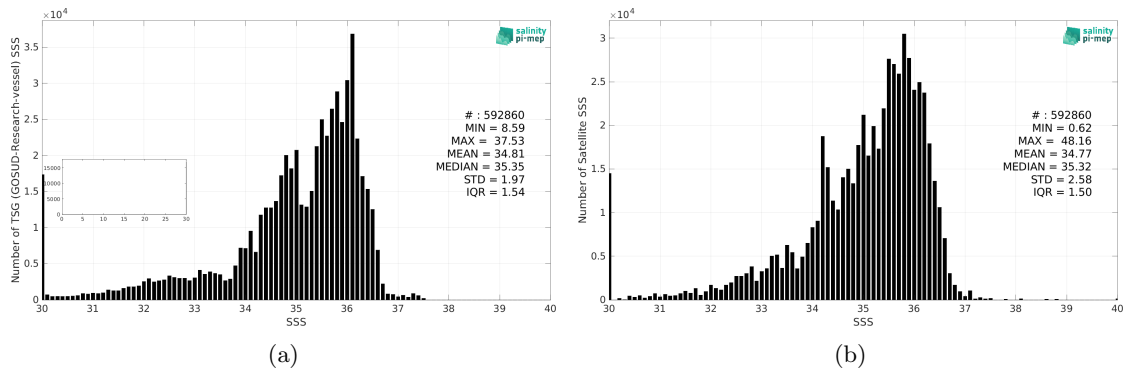 ×10⁴
salinity
pi-mep
Number of TSG (GOSUD-Research-vessel) SSS
3.5
3
2.5
2
1.5
1
0.5
0
# : 592860
MIN = 8.59
MAX = 37.53
MEAN = 34.81
MEDIAN = 35.35
STD = 1.97
IQR = 1.54
15000
10000
5000
0
0 5 10 15 20 25 30
30 31 32 33 34 35 36 37 38 39 40
SSS
(a)
×10⁴
salinity
pi-mep
Number of Satellite SSS
3
2.5
2
1.5
1
0.5
0
# : 592860
MIN = 0.62
MAX = 48.16
MEAN = 34.77
MEDIAN = 35.32
STD = 2.58
IQR = 1.50
30 31 32 33 34 35 36 37 38 39 40
SSS
(b)